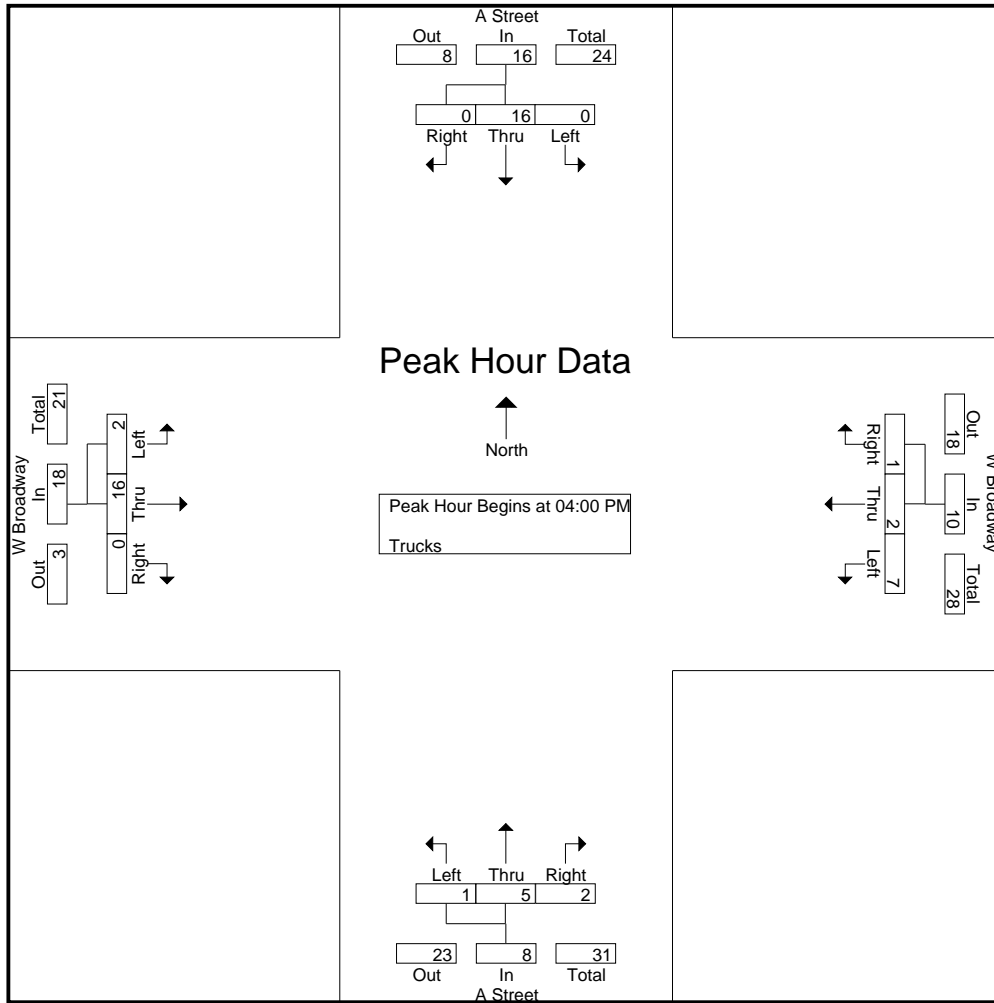 A Street
Out In Total
8 16 24
0 16 0
Right Thru Left
Peak Hour Data
North
Peak Hour Begins at 04:00 PM
Trucks
W Broadway
Out In Total
3 18 21
0 16 2
Right Thru Left
W Broadway
Out In Total
18 10 28
1 2 7
Right Thru Left
Left Thru Right
1 5 2
23 8 31
Out In Total
A Street